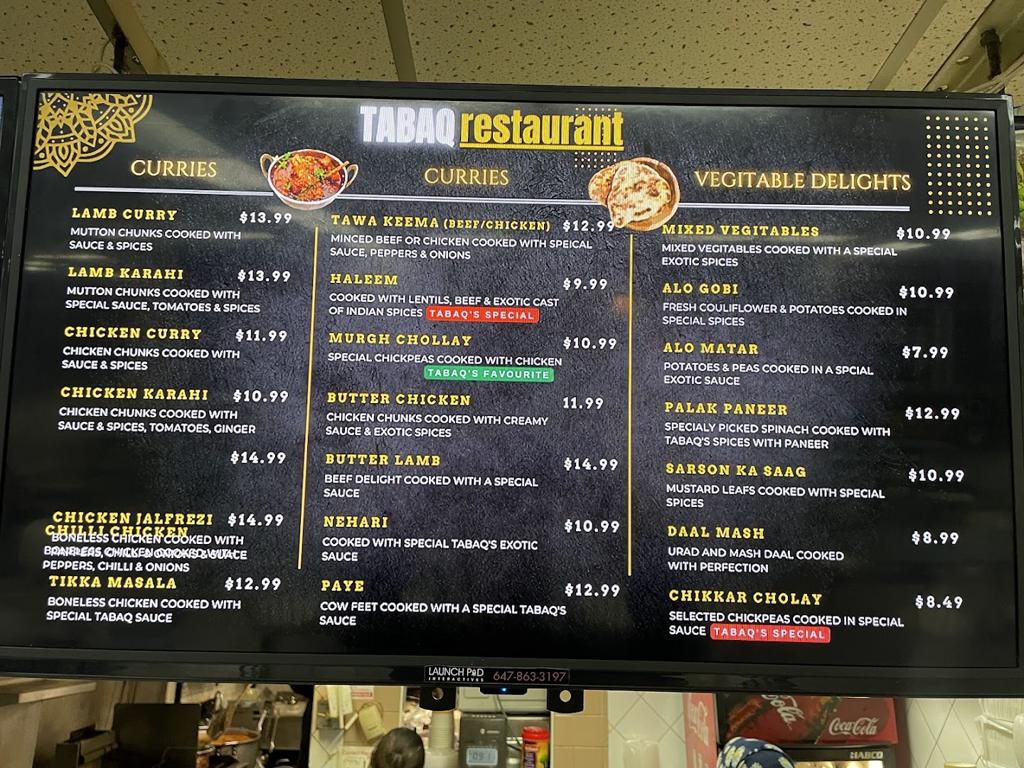 TABAQ restaurant
CURRIES
LAMB CURRY $13.99
MUTTON CHUNKS COOKED WITH
SAUCE & SPICES
LAMB KARAHI $13.99
MUTTON CHUNKS COOKED WITH
SPECIAL SAUCE, TOMATOES & SPICES
CHICKEN CURRY $11.99
CHICKEN CHUNKS COOKED WITH
SAUCE & SPICES
CHICKEN KARAHI $10.99
CHICKEN CHUNKS COOKED WITH
SAUCE & SPICES, TOMATOES, GINGER
$14.99
CHICKEN JALFREZI $14.99
CHILLI CHICKEN
BONELESS CHICKEN COOKED WITH
PEPPERS, CHILLI & ONIONS
TIKKA MASALA $12.99
BONELESS CHICKEN COOKED WITH
SPECIAL TABAQ SAUCE
CURRIES
TAWA KEEMA (BEEF/CHICKEN) $12.99
MINCED BEEF OR CHICKEN COOKED WITH SPEICAL
SAUCE, PEPPERS & ONIONS
HALEEM $9.99
COOKED WITH LENTILS, BEEF & EXOTIC CAST
OF INDIAN SPICES TABAQ'S SPECIAL
MURGH CHOLLAY $10.99
SPECIAL CHICKPEAS COOKED WITH CHICKEN
TABAQ'S FAVOURITE
BUTTER CHICKEN 11.99
CHICKEN CHUNKS COOKED WITH CREAMY
SAUCE & EXOTIC SPICES
BUTTER LAMB $14.99
BEEF DELIGHT COOKED WITH A SPECIAL
SAUCE
NEHARI $10.99
COOKED WITH SPECIAL TABAQ'S EXOTIC
SAUCE
PAYE $12.99
COW FEET COOKED WITH A SPECIAL TABAQ'S
SAUCE
VEGITABLE DELIGHTS
MIXED VEGITABLES $10.99
MIXED VEGITABLES COOKED WITH A SPECIAL
EXOTIC SPICES
ALO GOBI $10.99
FRESH COULIFLOWER & POTATOES COOKED IN
SPECIAL SPICES
ALO MATAR $7.99
POTATOES & PEAS COOKED IN A SPCIAL
EXOTIC SAUCE
PALAK PANEER $12.99
SPECIALY PICKED SPINACH COOKED WITH
TABAQ'S SPICES WITH PANEER
SARSON KA SAAG $10.99
MUSTARD LEAFS COOKED WITH SPECIAL
SPICES
DAAL MASH $8.99
URAD AND MASH DAAL COOKED
WITH PERFECTION
CHIKKAR CHOLAY $8.49
SELECTED CHICKPEAS COOKED IN SPECIAL
SAUCE TABAQ'S SPECIAL
LAUNCH PAD 647-863-3197
INTERACTIVES
Coca-Cola
HABCO